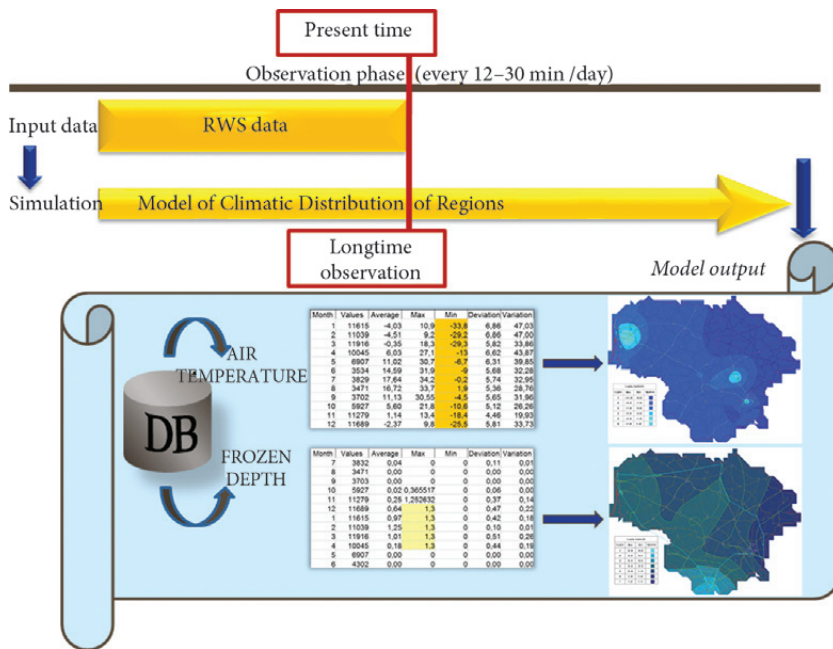 Present time
Observation phase (every 12–30 min /day)
Input data
RWS data
Simulation
Model of Climatic Distribution of Regions
Longtime
observation
Model output
DB
AIR
TEMPERATURE
FROZEN
DEPTH
Month Values Average Max Min Deviation Variation
1 11615 -4,03 10,9 -33,8 6,86 47,03
2 11039 -4,51 9,2 -29,2 6,86 47,00
3 11916 -0,35 18,3 -29,3 5,82 33,86
4 10045 6,03 27,1 -13 6,62 43,87
5 6907 11,02 30,7 -6,7 6,31 39,85
6 3534 14,59 31,9 -9 5,68 32,28
7 3829 17,64 34,2 -0,2 5,74 32,95
8 3471 16,72 33,7 1,9 5,36 28,76
9 3702 11,13 30,55 -4,5 5,65 31,96
10 5927 5,60 21,8 -10,6 5,12 26,26
11 11279 1,14 13,4 -18,4 4,46 19,93
12 11689 -2,37 9,8 -25,5 5,81 33,73
Month Values Average Max Min Deviation Variation
7 3832 0,04 0 0 0,11 0,01
8 3471 0,00 0 0 0,00 0,00
9 3703 0,00 0 0 0,00 0,00
10 5927 0,02 0,365517 0 0,06 0,00
11 11279 0,28 1,282632 0 0,37 0,14
12 11689 0,64 1,3 0 0,47 0,22
1 11615 0,97 1,3 0 0,42 0,18
2 11039 1,25 1,3 0 0,10 0,01
3 11916 1,01 1,3 0 0,51 0,26
4 10045 0,18 1,3 0 0,44 0,19
5 6907 0,00 0 0 0,00 0,00
6 4302 0,00 0 0 0,00 0,00